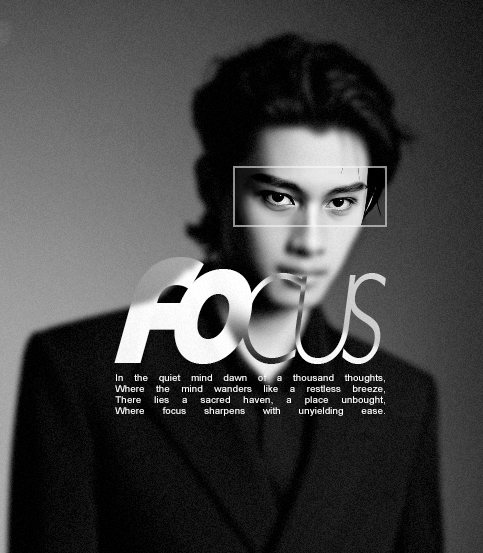 FOCUS
In the quiet mind dawn of a thousand thoughts,
Where the mind wanders like a restless breeze,
There lies a sacred haven, a place unbought,
Where focus sharpens with unyielding ease.